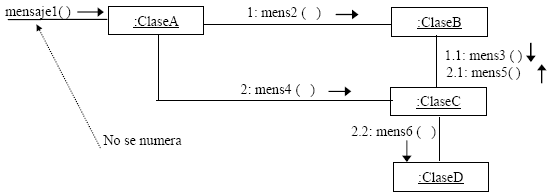 mensaje1()
:ClaseA
1: mens2 ( )
:ClaseB
1.1: mens3 ()
2.1: mens5()
2: mens4 ( )
:ClaseC
No se numera
2.2: mens6 ( )
:ClaseD